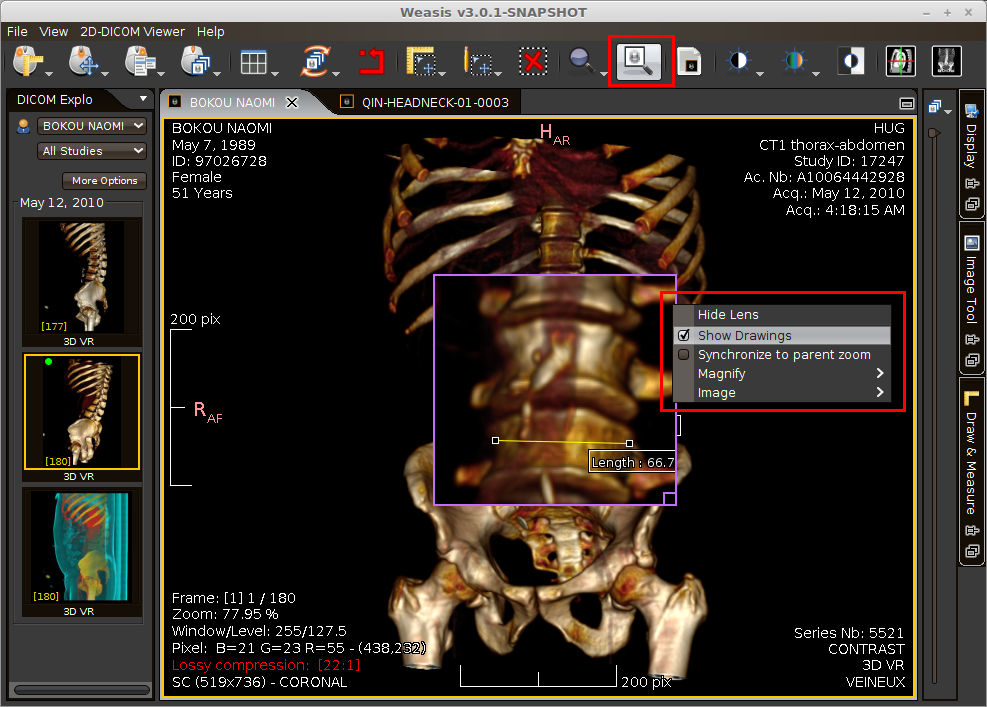 Weasis v3.0.1-SNAPSHOT
File View 2D-DICOM Viewer Help
DICOM Explo
BOKOU NAOMI
All Studies
More Options
May 12, 2010
[177]
3D VR
[180]
3D VR
[180]
3D VR
BOKOU NAOMI
QIN-HEADNECK-01-0003
BOKOU NAOMI
May 7, 1989
ID: 97026728
Female
51 Years
H AR
HUG
CT1 thorax-abdomen
Study ID: 17247
Ac. Nb: A10064442928
Acq.: May 12, 2010
Acq.: 4:18:15 AM
200 pix
R AF
Length : 66.7
Hide Lens
Show Drawings
Synchronize to parent zoom
Magnify
Image
Frame: [1] 1 / 180
Zoom: 77.95 %
Window/Level: 255/127.5
Pixel: B=21 G=23 R=55 - (438,232)
Lossy compression: [22:1]
SC (519x736) - CORONAL
200 pix
Series Nb: 5521
CONTRAST
3D VR
VEINEUX
Display
Image Tool
Draw & Measure